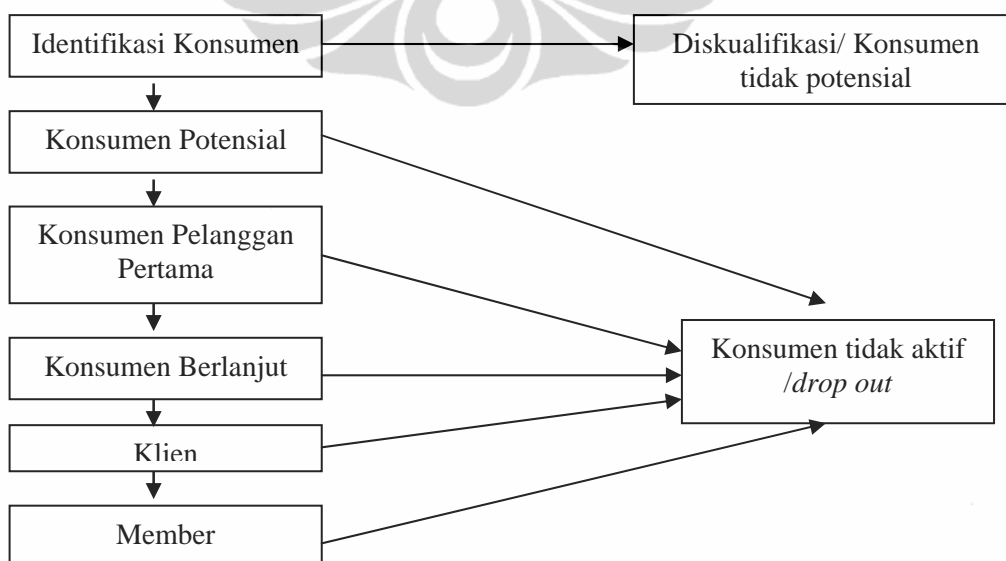 Identifikasi Konsumen
Diskualifikasi/ Konsumen
tidak potensial
Konsumen Potensial
Konsumen Pelanggan
Pertama
Konsumen Berlanjut
Konsumen tidak aktif
/drop out
Klien
Member